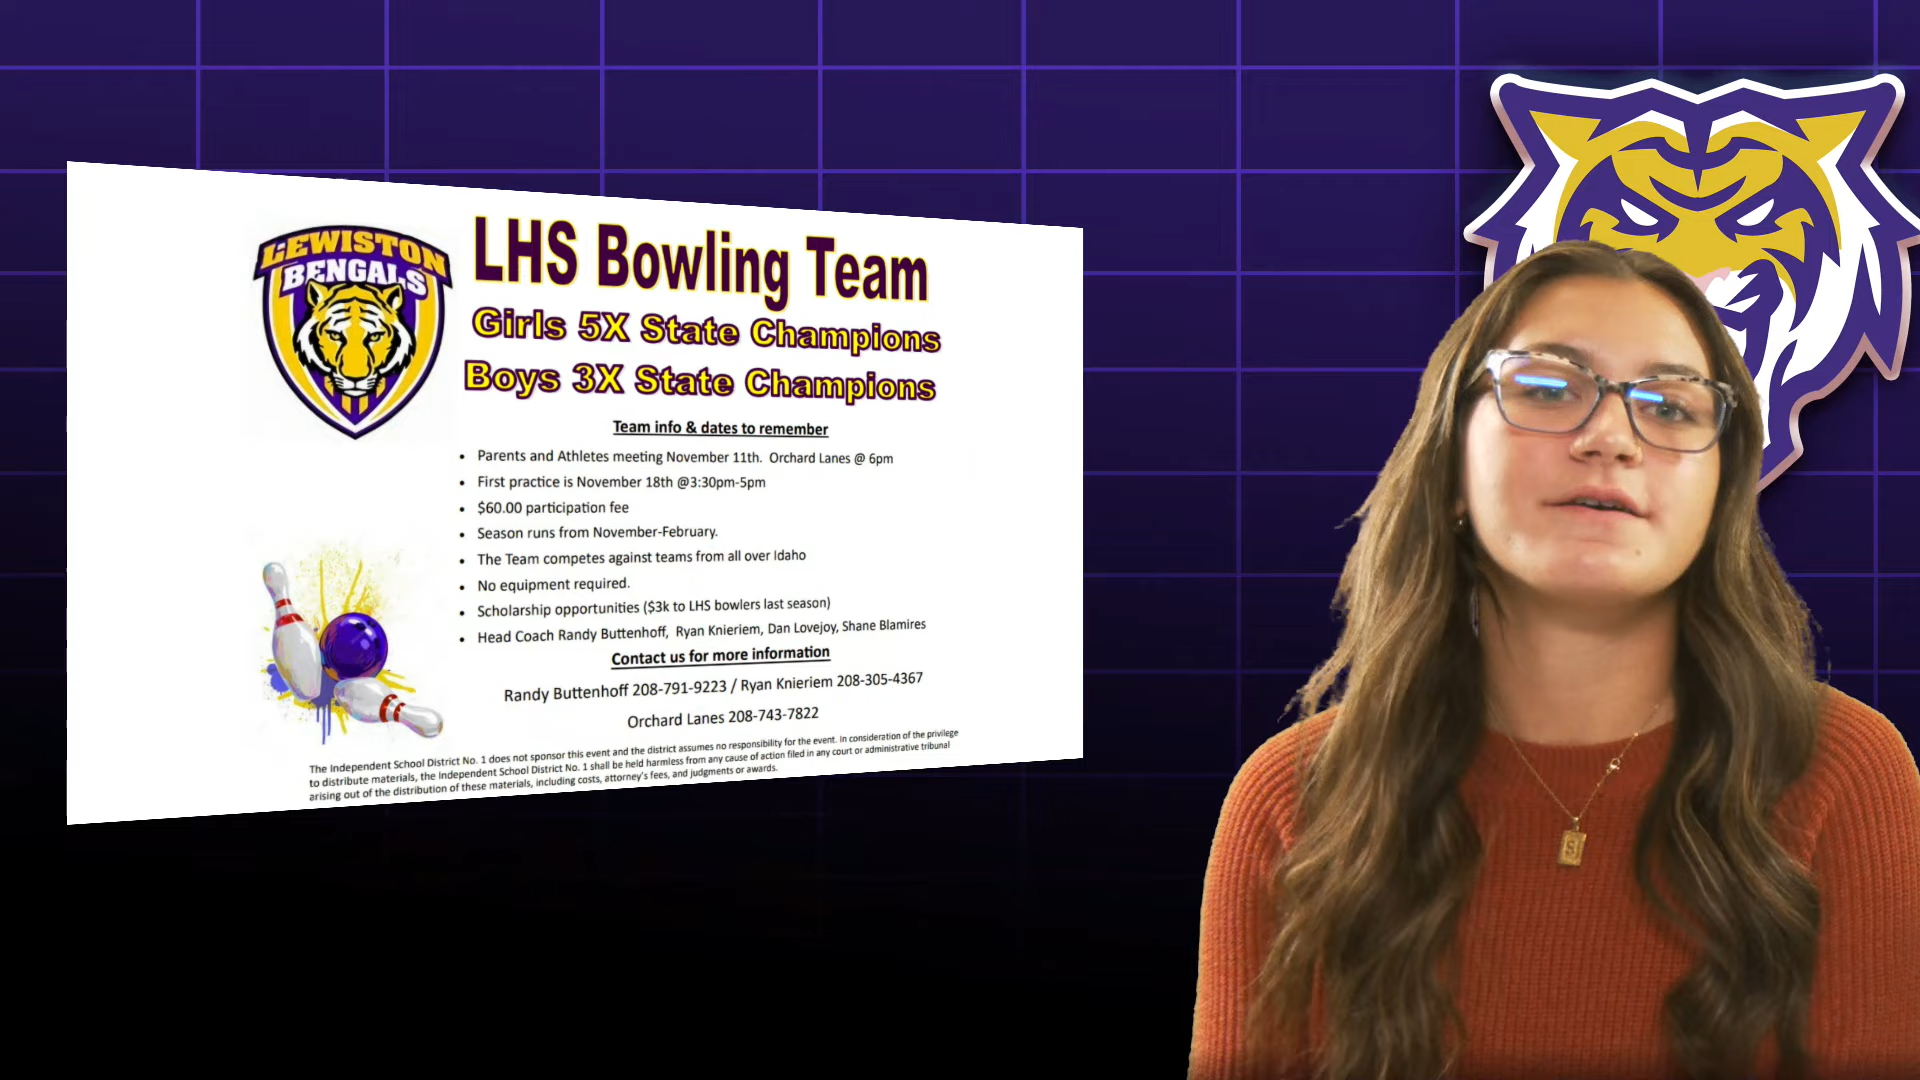 LEWISTON
BENGALS
LHS Bowling Team
Girls 5X State Champions
Boys 3X State Champions
Team info & dates to remember
• Parents and Athletes meeting November 11th. Orchard Lanes @ 6pm
• First practice is November 18th @3:30pm-5pm
• $60.00 participation fee
• Season runs from November-February.
• The Team competes against teams from all over Idaho
• No equipment required.
• Scholarship opportunities ($3k to LHS bowlers last season)
• Head Coach Randy Buttenhoff, Ryan Knieriem, Dan Lovejoy, Shane Blamires
Contact us for more information
Randy Buttenhoff 208-791-9223 / Ryan Knieriem 208-305-4367
Orchard Lanes 208-743-7822
The Independent School District No. 1 does not sponsor this event and the district assumes no responsibility for the event. In consideration of the privilege
to distribute materials, the Independent School District No. 1 shall be held harmless from any cause of action filed in any court or administrative tribunal
arising out of the distribution of these materials, including costs, attorney's fees, and judgments or awards.
S